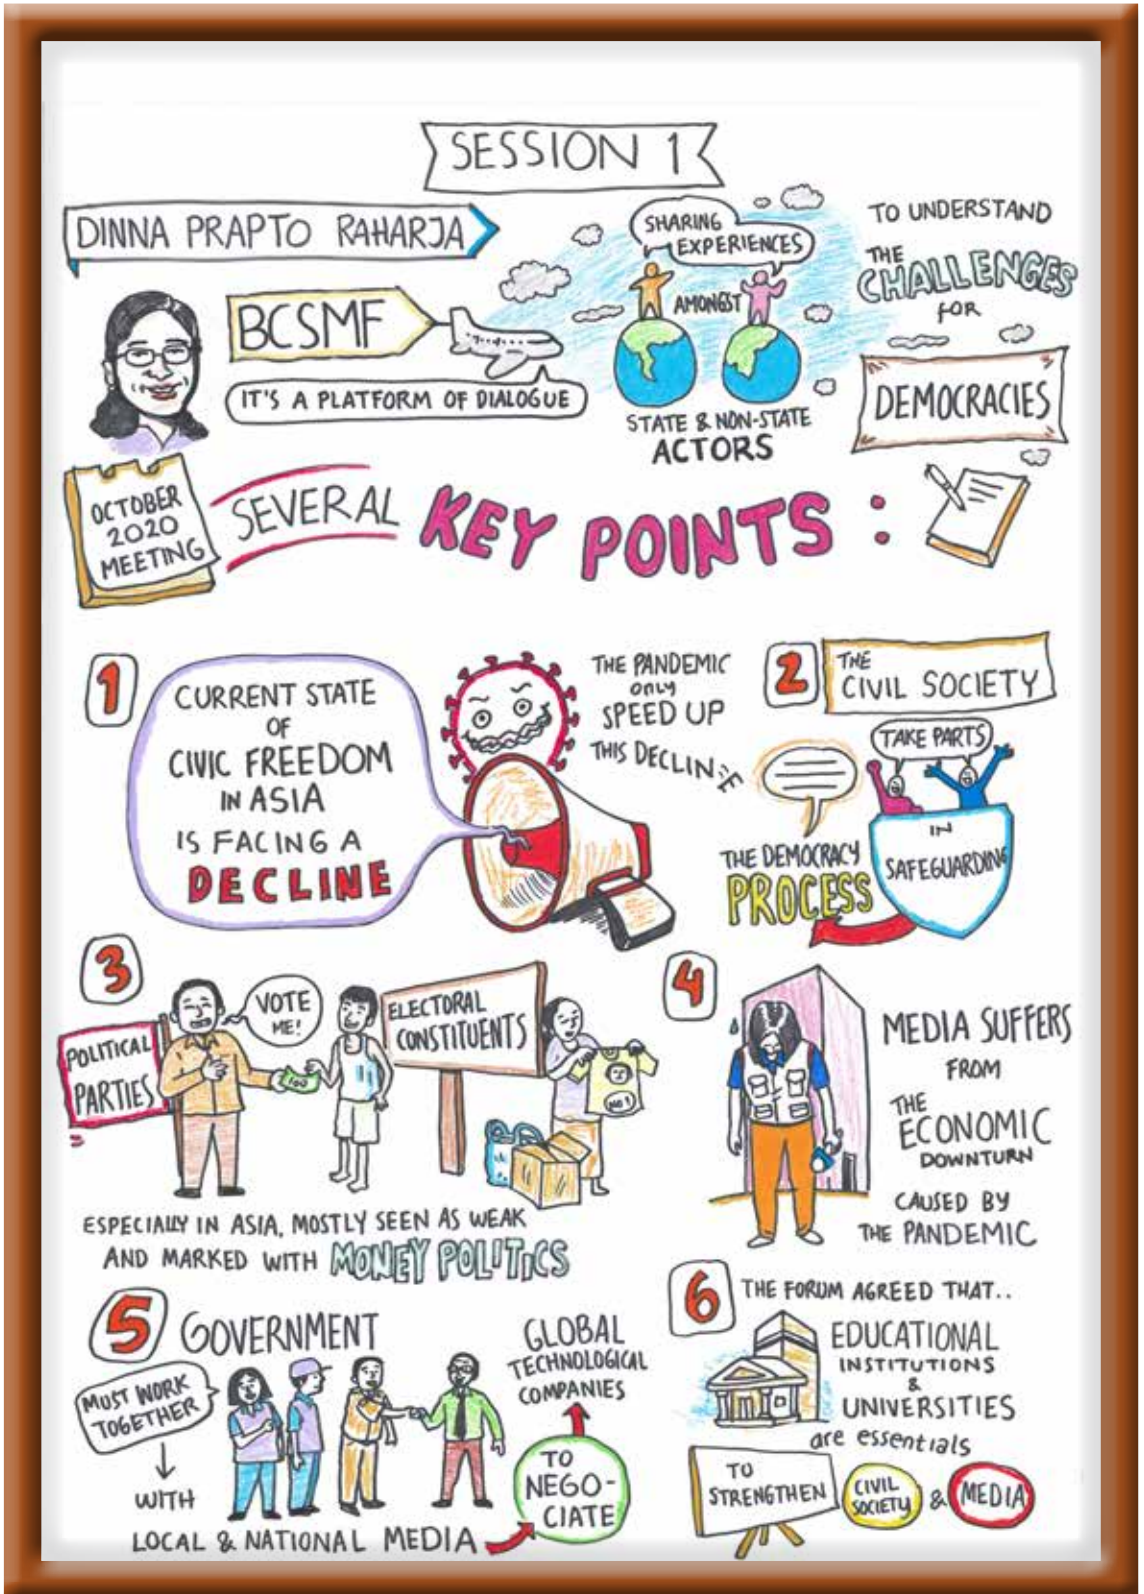 SESSION 1
DINNA PRAPTO RAHARJA
BCSMF
IT'S A PLATFORM OF DIALOGUE
SHARING
EXPERIENCES
AMONGST
STATE & NON-STATE
ACTORS
TO UNDERSTAND
THE
CHALLENGES
FOR
DEMOCRACIES
OCTOBER
2020
MEETING
SEVERAL KEY POINTS :
1
CURRENT STATE
OF
CIVIC FREEDOM
IN ASIA
IS FACING A
DECLINE
THE PANDEMIC
only
SPEED UP
THIS DECLINE
2
THE
CIVIL SOCIETY
TAKE PARTS
IN
SAFEGUARDING
THE DEMOCRACY
PROCESS
3
POLITICAL
PARTIES
VOTE
ME!
100
ELECTORAL
CONSTITUENTS
NO 1
ESPECIALLY IN ASIA, MOSTLY SEEN AS WEAK
AND MARKED WITH MONEY POLITICS
4
MEDIA SUFFERS
FROM
THE
ECONOMIC
DOWNTURN
CAUSED BY
THE PANDEMIC
5
GOVERNMENT
MUST WORK
TOGETHER
WITH
LOCAL & NATIONAL MEDIA
TO
NEGO-
CIATE
GLOBAL
TECHNOLOGICAL
COMPANIES
6
THE FORUM AGREED THAT..
EDUCATIONAL
INSTITUTIONS
&
UNIVERSITIES
are essentials
TO
STRENGTHEN
CIVIL
SOCIETY
& MEDIA